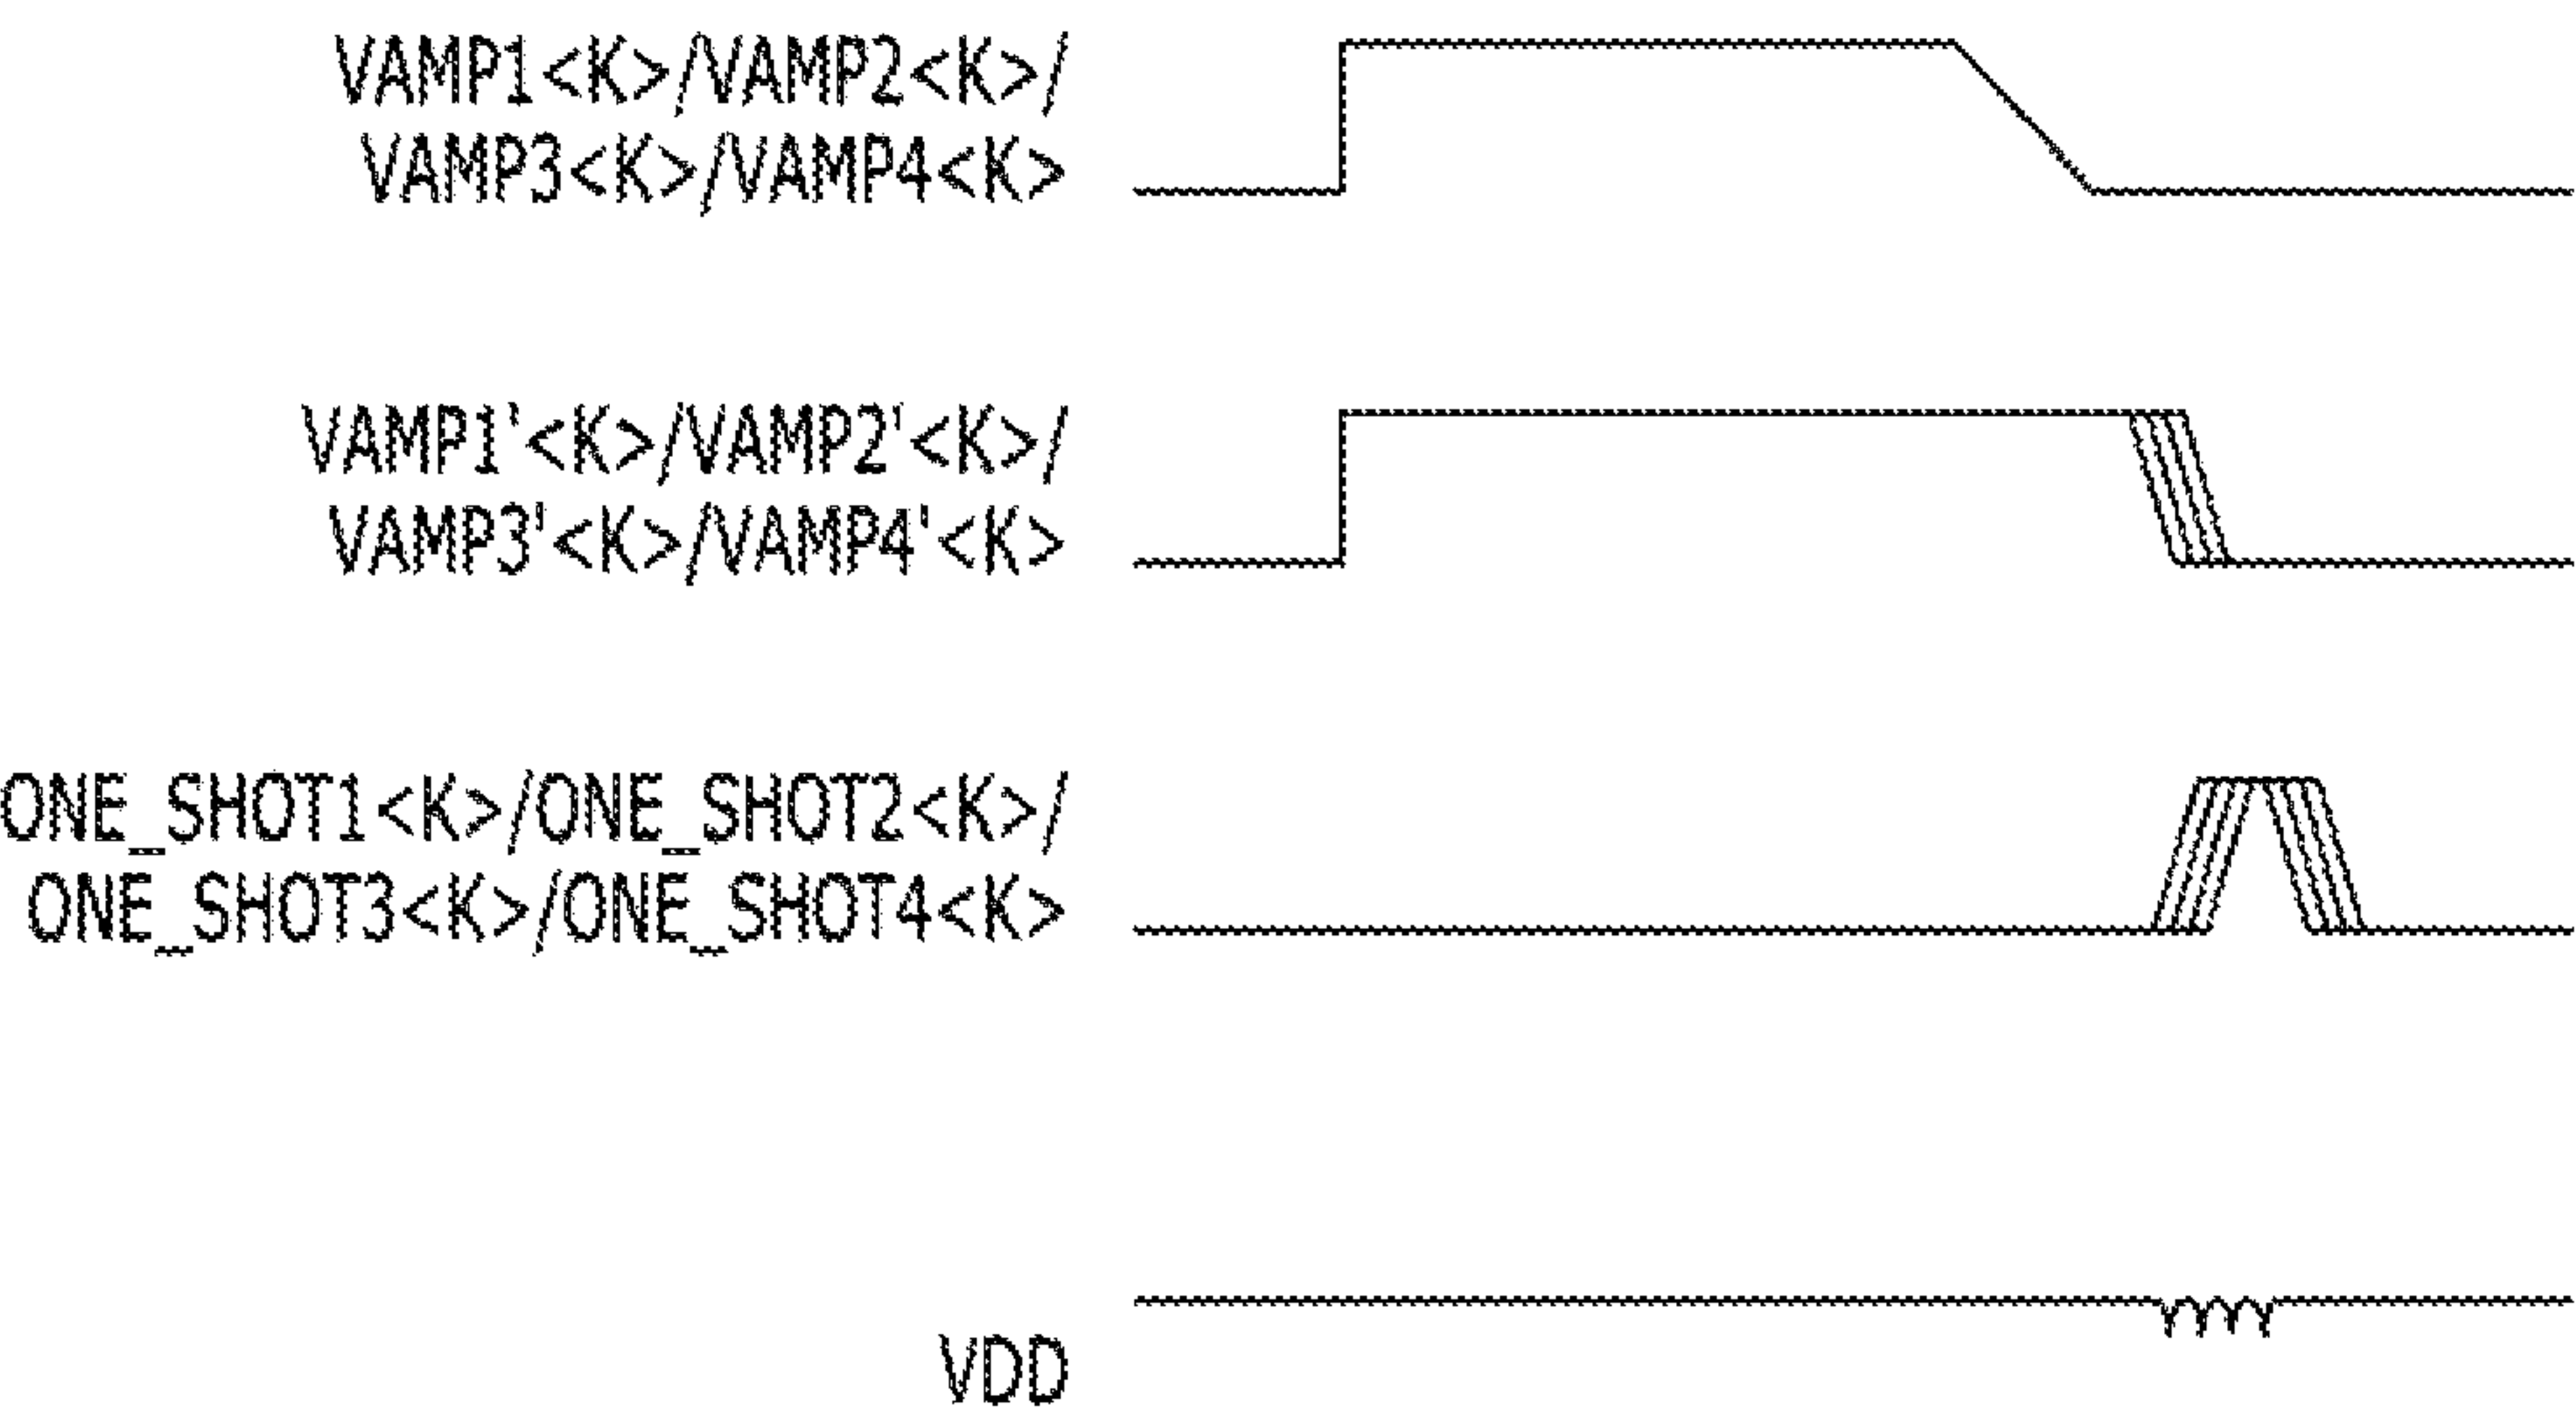 VAMP1<K>/VAMP2<K>/
VAMP3<K>/VAMP4<K>
VAMP1'<K>/VAMP2'<K>/
VAMP3'<K>/VAMP4'<K>
ONE_SHOT1<K>/ONE_SHOT2<K>/
ONE_SHOT3<K>/ONE_SHOT4<K>
VDD